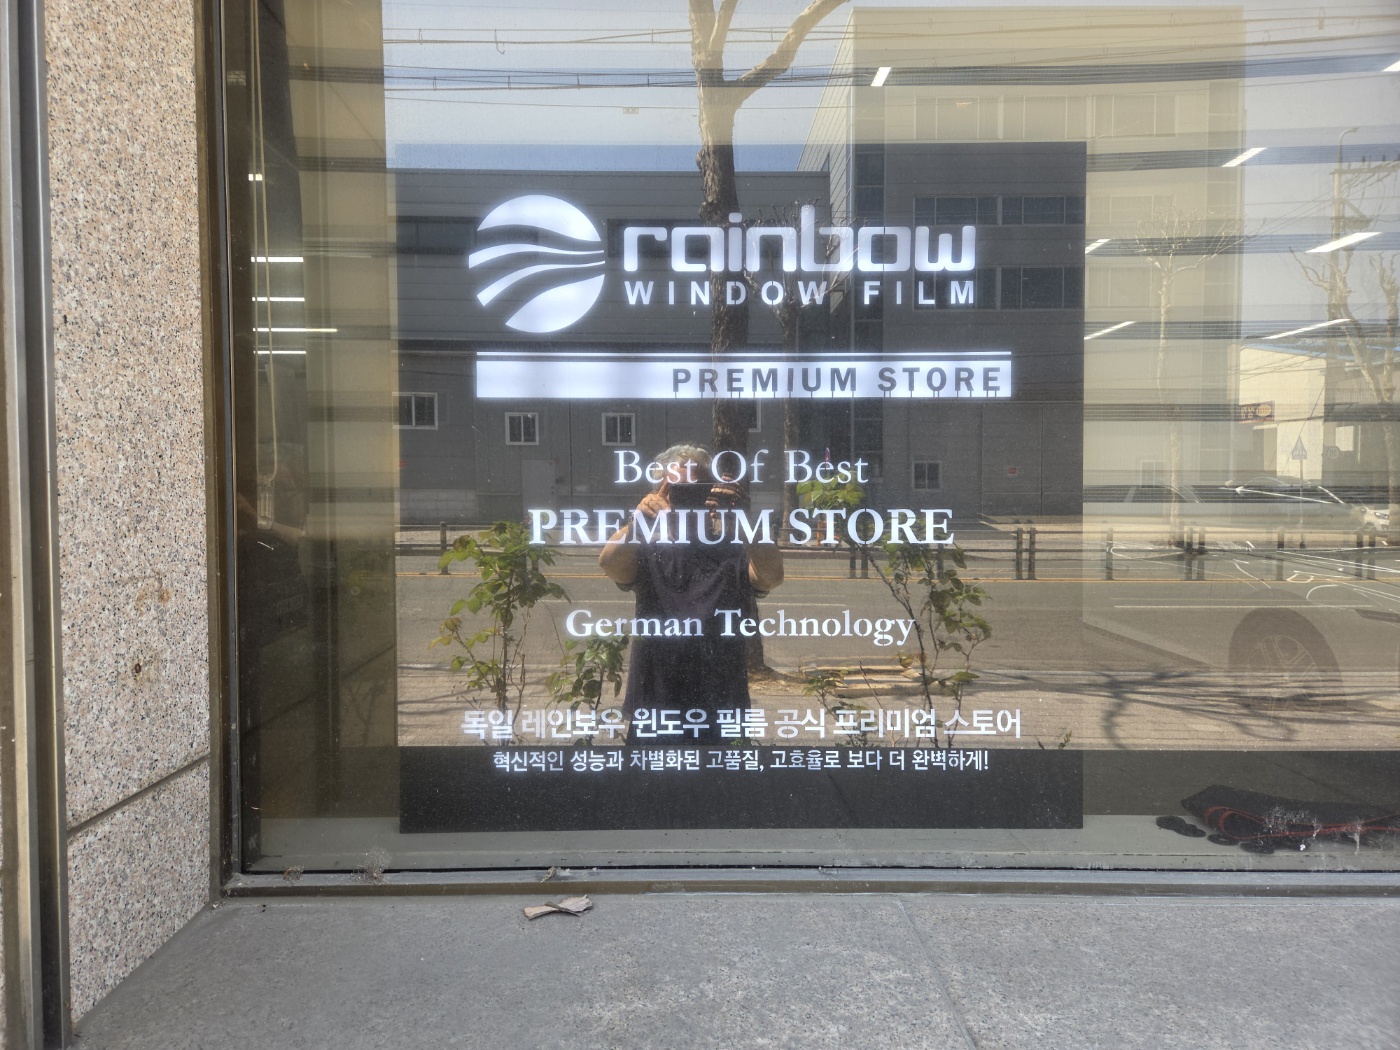 rainbow
WINDOW FILM
PREMIUM STORE
Best Of Best
PREMIUM STORE
German Technology
독일 레인보우 윈도우 필름 공식 프리미엄 스토어
혁신적인 성능과 차별화된 고품질, 고효율로 보다 더 완벽하게!